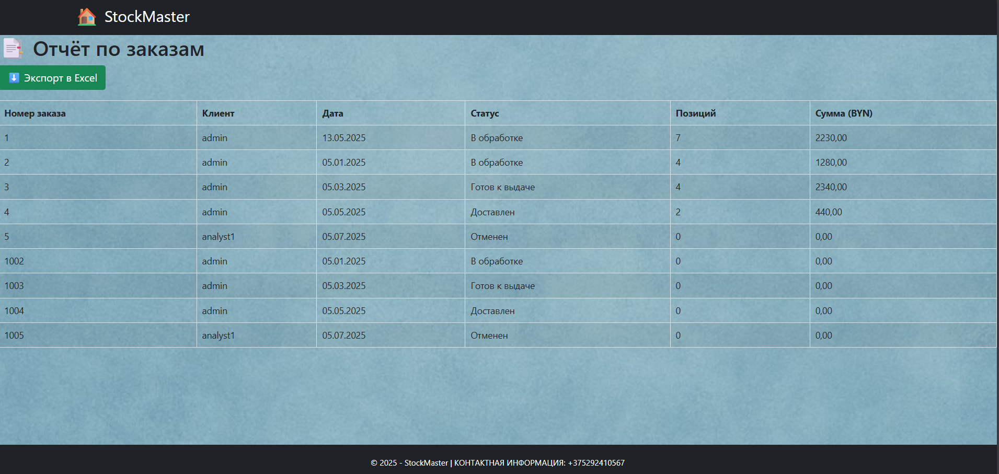 StockMaster
Отчёт по заказам
Экспорт в Excel
Номер заказа Клиент Дата Статус Позиций Сумма (BYN)
1 admin 13.05.2025 В обработке 7 2230,00
2 admin 05.01.2025 В обработке 4 1280,00
3 admin 05.03.2025 Готов к выдаче 4 2340,00
4 admin 05.05.2025 Доставлен 2 440,00
5 analyst1 05.07.2025 Отменен 0 0,00
1002 admin 05.01.2025 В обработке 0 0,00
1003 admin 05.03.2025 Готов к выдаче 0 0,00
1004 admin 05.05.2025 Доставлен 0 0,00
1005 analyst1 05.07.2025 Отменен 0 0,00
© 2025 - StockMaster | КОНТАКТНАЯ ИНФОРМАЦИЯ: +375292410567